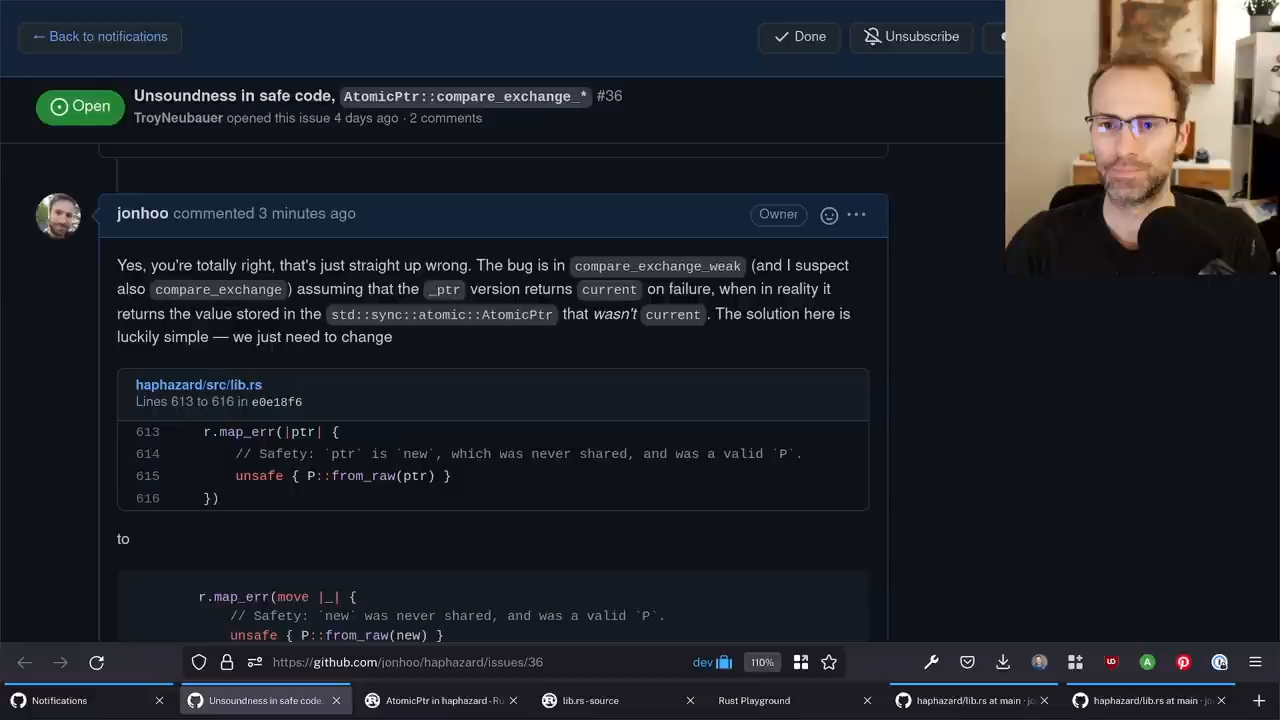 ← Back to notifications
Done
Unsubscribe
Open
Unsoundness in safe code, AtomicPtr::compare_exchange_* #36
TroyNeubauer opened this issue 4 days ago · 2 comments
jonhoo commented 3 minutes ago
Owner
Yes, you're totally right, that's just straight up wrong. The bug is in compare_exchange_weak (and I suspect
also compare_exchange) assuming that the _ptr version returns current on failure, when in reality it
returns the value stored in the std::sync::atomic::AtomicPtr that wasn't current. The solution here is
luckily simple — we just need to change
haphazard/src/lib.rs
Lines 613 to 616 in e0e18f6
613 r.map_err(|ptr| {
614 // Safety: `ptr` is `new`, which was never shared, and was a valid `P`.
615 unsafe { P::from_raw(ptr) }
616 })
to
r.map_err(move |_| {
// Safety: `new` was never shared, and was a valid `P`.
unsafe { P::from_raw(new) }
https://github.com/jonhoo/haphazard/issues/36
dev
110%
Notifications
Unsoundness in safe code,
AtomicPtr in haphazard - Ru
lib.rs - source
Rust Playground
haphazard/lib.rs at main · jo
haphazard/lib.rs at main · jo